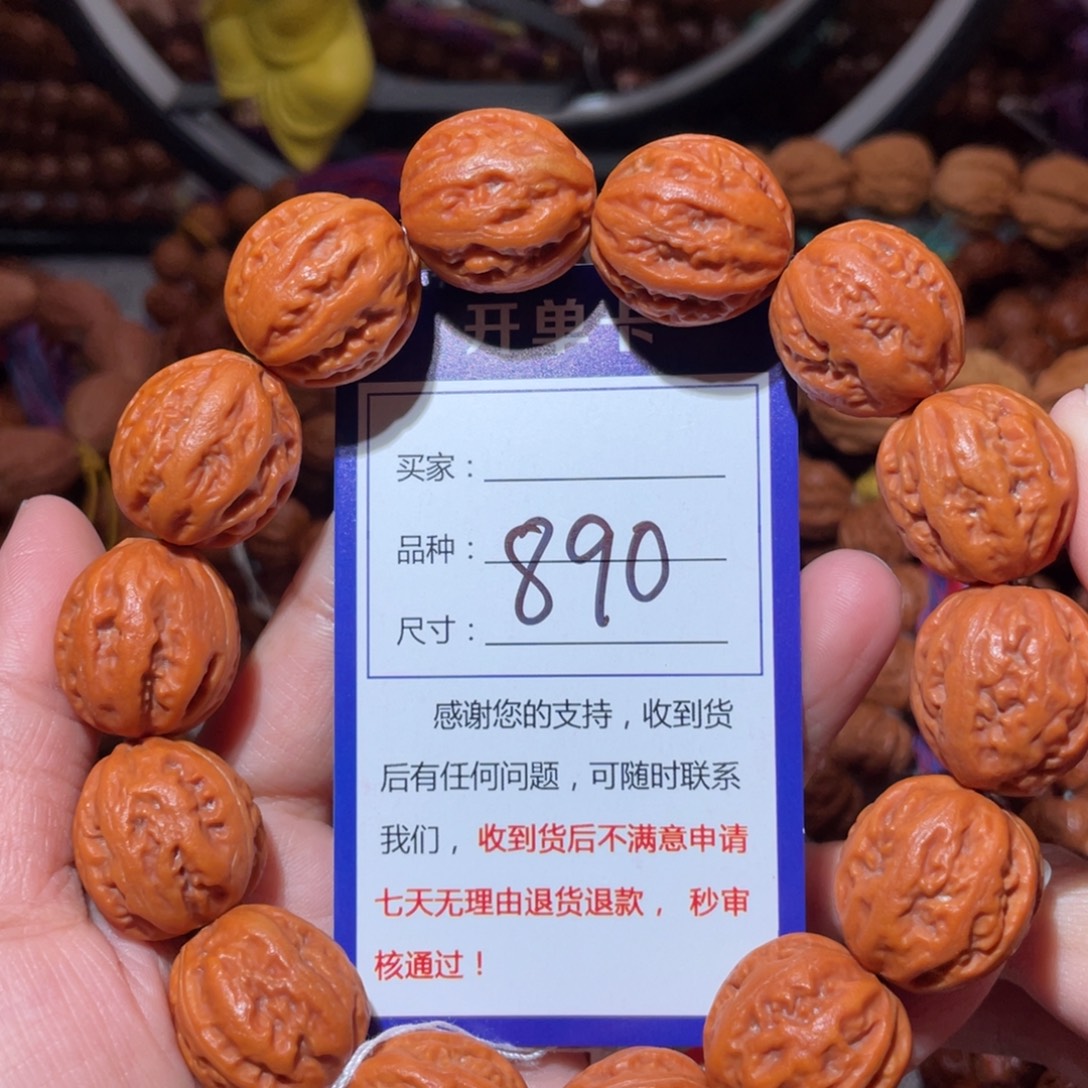 开单卡
买家：
品种：
890
尺寸：
感谢您的支持，收到货
后有任何问题，可随时联系
我们，收到货后不满意申请
七天无理由退货退款，秒审
核通过！